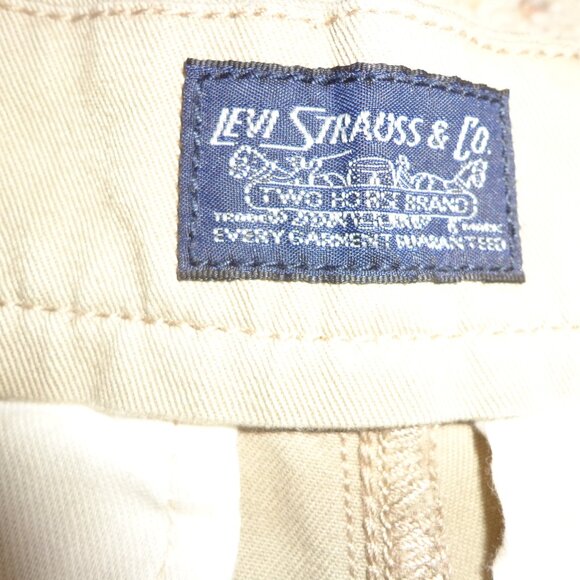 LEVI STRAUSS & CO.
TWO HORSE BRAND
EVERY GARMENT GUARANTEED